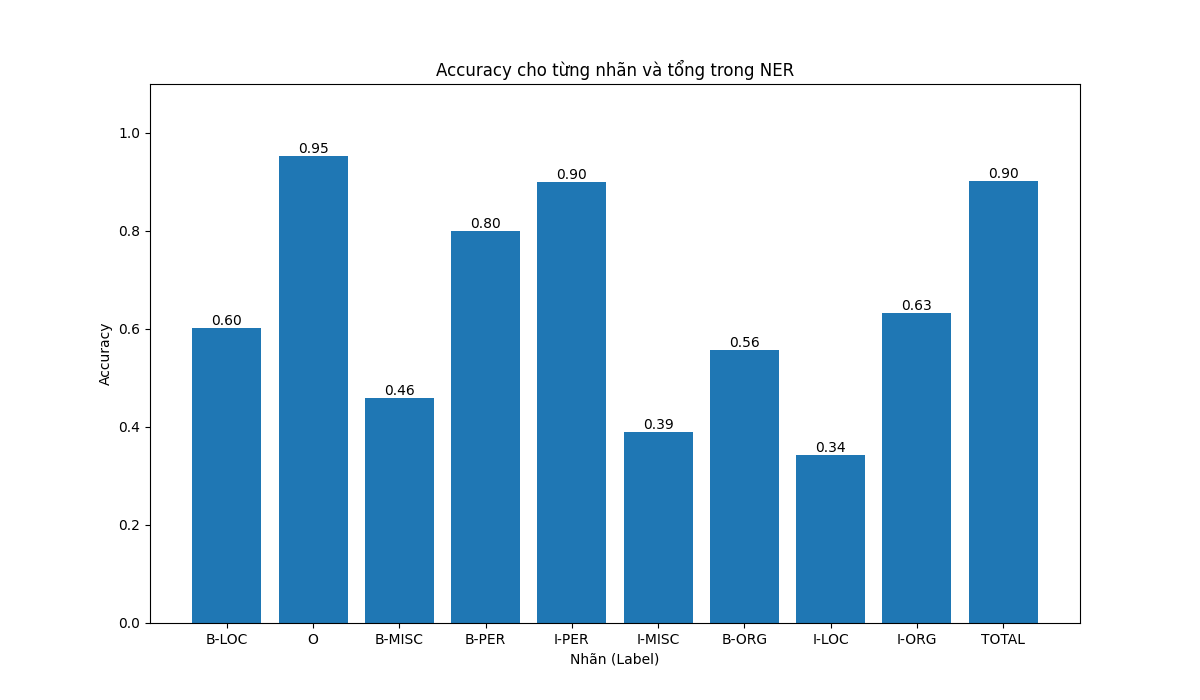 Accuracy cho từng nhãn và tổng trong NER
Accuracy
1.0
0.8
0.6
0.4
0.2
0.0
0.60
0.95
0.46
0.80
0.90
0.39
0.56
0.34
0.63
0.90
B-LOC
O
B-MISC
B-PER
I-PER
I-MISC
B-ORG
I-LOC
I-ORG
TOTAL
Nhãn (Label)